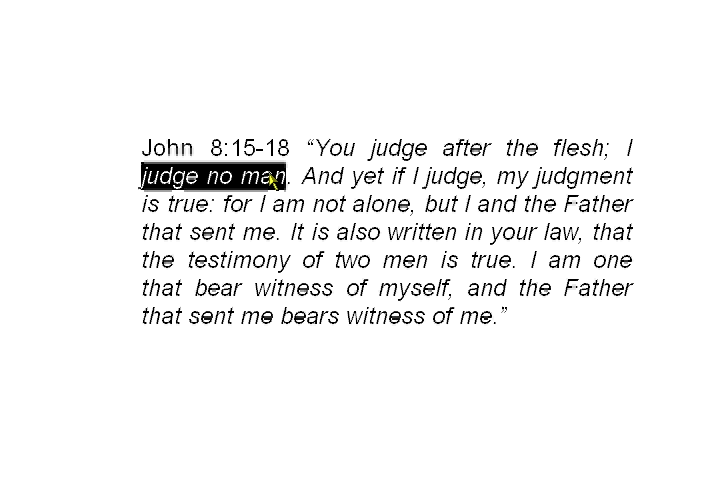 John 8:15-18 “You judge after the flesh; I
judge no man. And yet if I judge, my judgment
is true: for I am not alone, but I and the Father
that sent me. It is also written in your law, that
the testimony of two men is true. I am one
that bear witness of myself, and the Father
that sent me bears witness of me.”